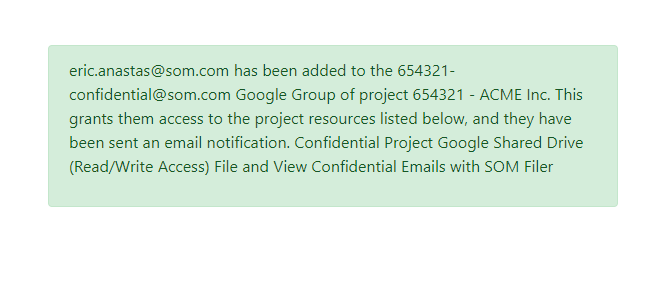 eric.anastas@som.com has been added to the 654321-
confidential@som.com Google Group of project 654321 - ACME Inc. This
grants them access to the project resources listed below, and they have
been sent an email notification. Confidential Project Google Shared Drive
(Read/Write Access) File and View Confidential Emails with SOM Filer